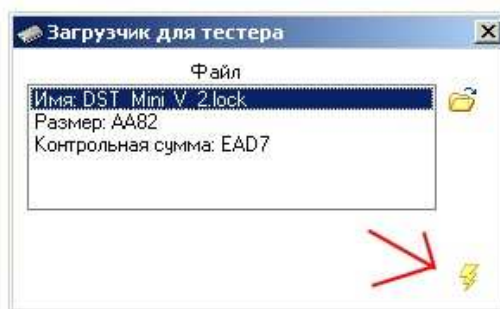 Загрузчик для тестера
Файл
Имя: DST_Mini_V_2.lock
Размер: AA82
Контрольная сумма: EAD7